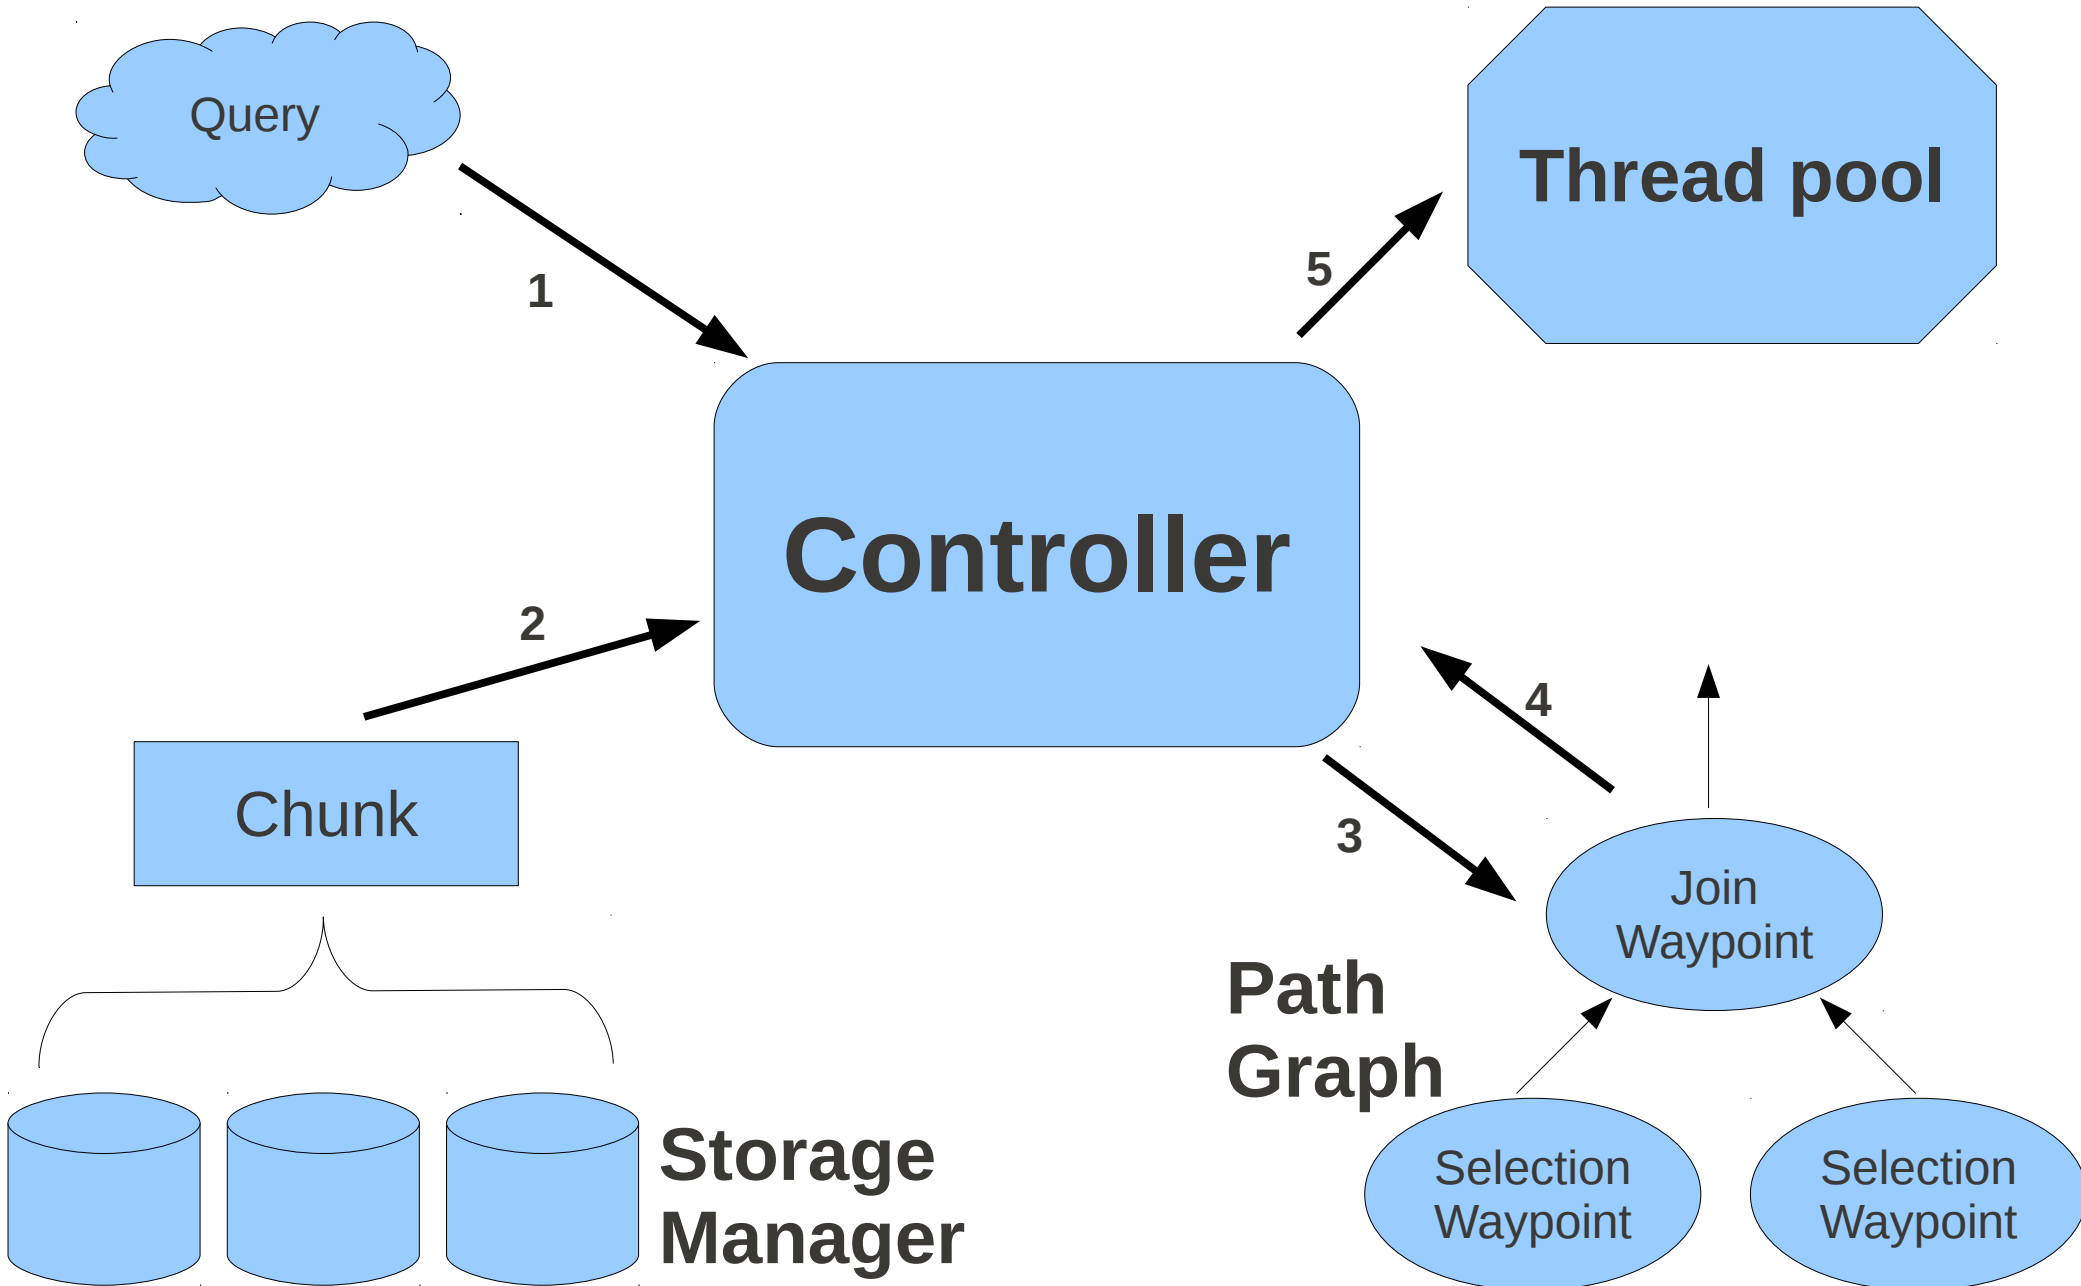 Query
Thread pool
1
5
Controller
2
4
Chunk
3
Join
Waypoint
Path
Graph
Storage
Manager
Selection
Waypoint
Selection
Waypoint